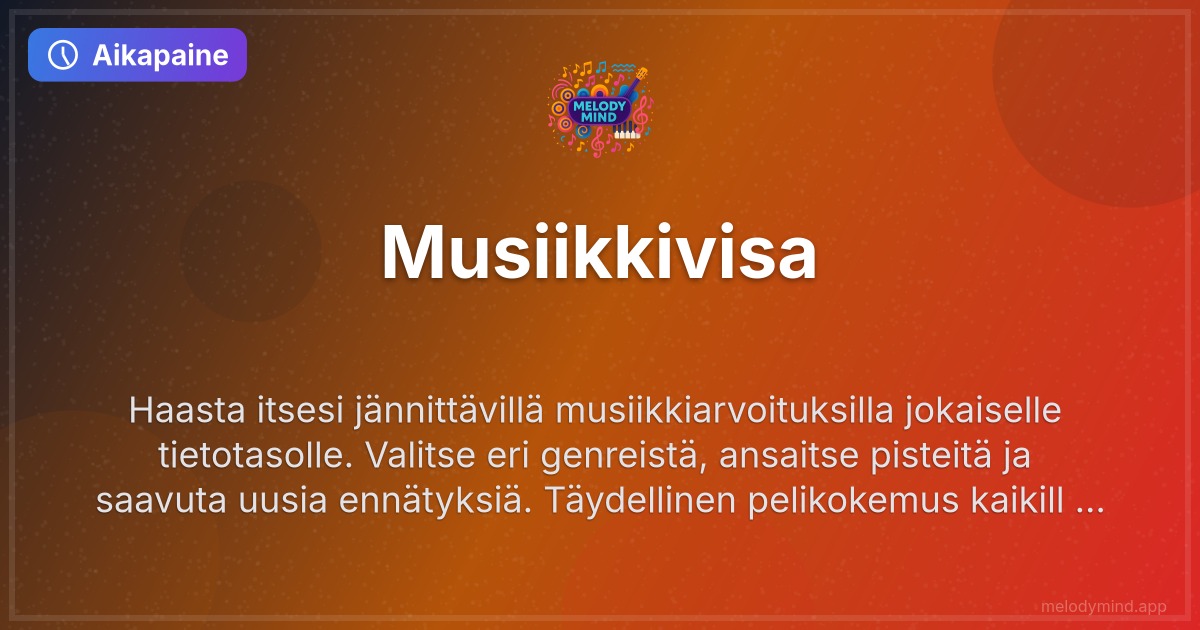 Aikapaine
MELODY
MIND
Musiikkivisa
Haasta itsesi jännittävillä musiikkiarvoituksilla jokaiselle
tietotasolle. Valitse eri genreistä, ansaitse pisteitä ja
saavuta uusia ennätyksiä. Täydellinen pelikokemus kaikill ...
melodymind.app